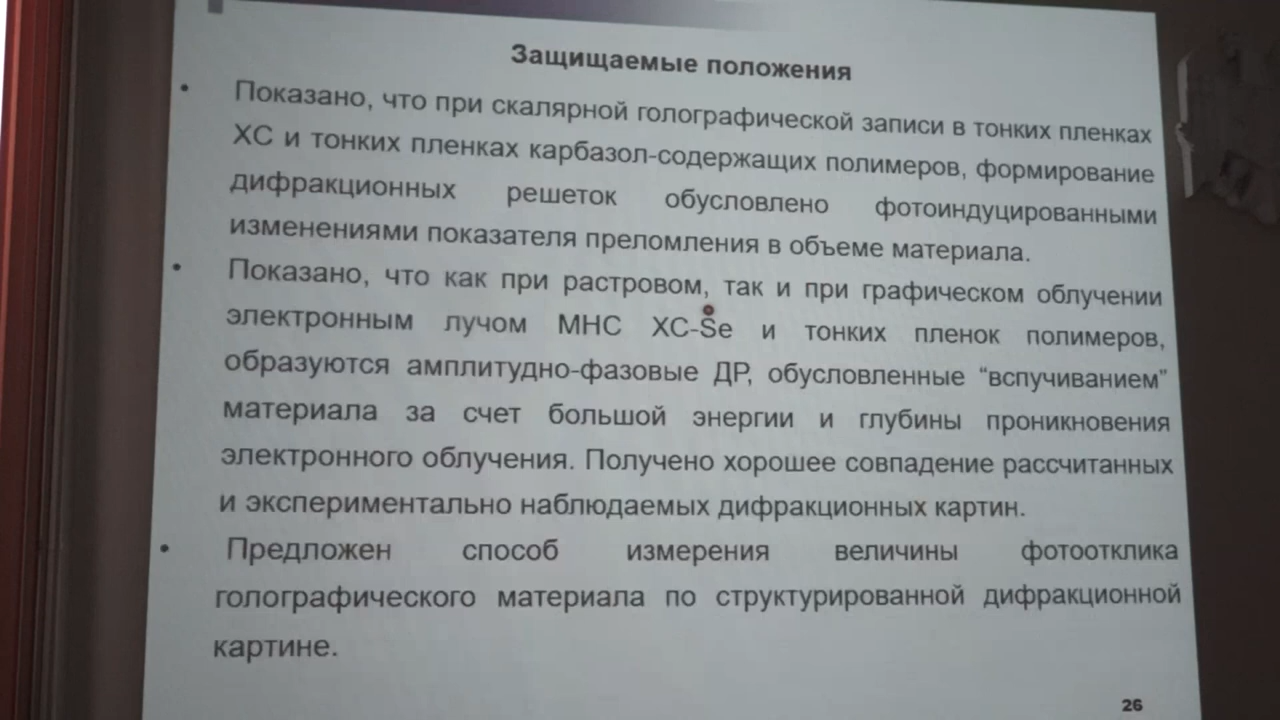 Защищаемые положения
• Показано, что при скалярной голографической записи в тонких пленках
ХС и тонких пленках карбазол-содержащих полимеров, формирование
дифракционных решеток обусловлено фотоиндуцированными
изменениями показателя преломления в объеме материала.
• Показано, что как при растровом, так и при графическом облучении
электронным лучом МНС ХС-Se и тонких пленок полимеров,
образуются амплитудно-фазовые ДР, обусловленные “вспучиванием”
материала за счет большой энергии и глубины проникновения
электронного облучения. Получено хорошее совпадение рассчитанных
и экспериментально наблюдаемых дифракционных картин.
• Предложен способ измерения величины фотоотклика
голографического материала по структурированной дифракционной
картине.
26